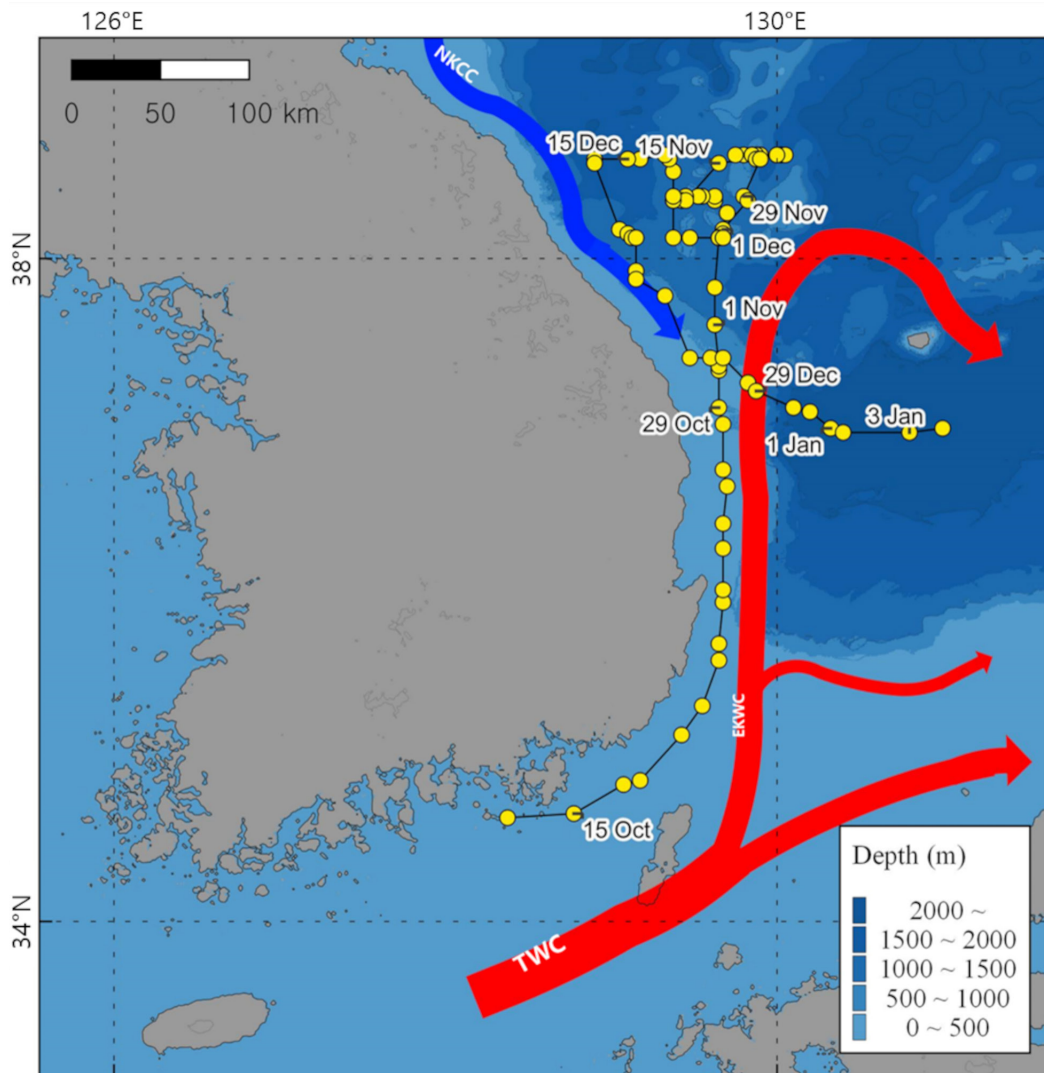 126°E
130°E
0
50
100 km
NKCC
15 Dec
15 Nov
29 Nov
1 Dec
38°N
1 Nov
29 Dec
3 Jan
29 Oct
1 Jan
EKWC
15 Oct
34°N
TWC
Depth (m)
2000 ~
1500 ~ 2000
1000 ~ 1500
500 ~ 1000
0 ~ 500